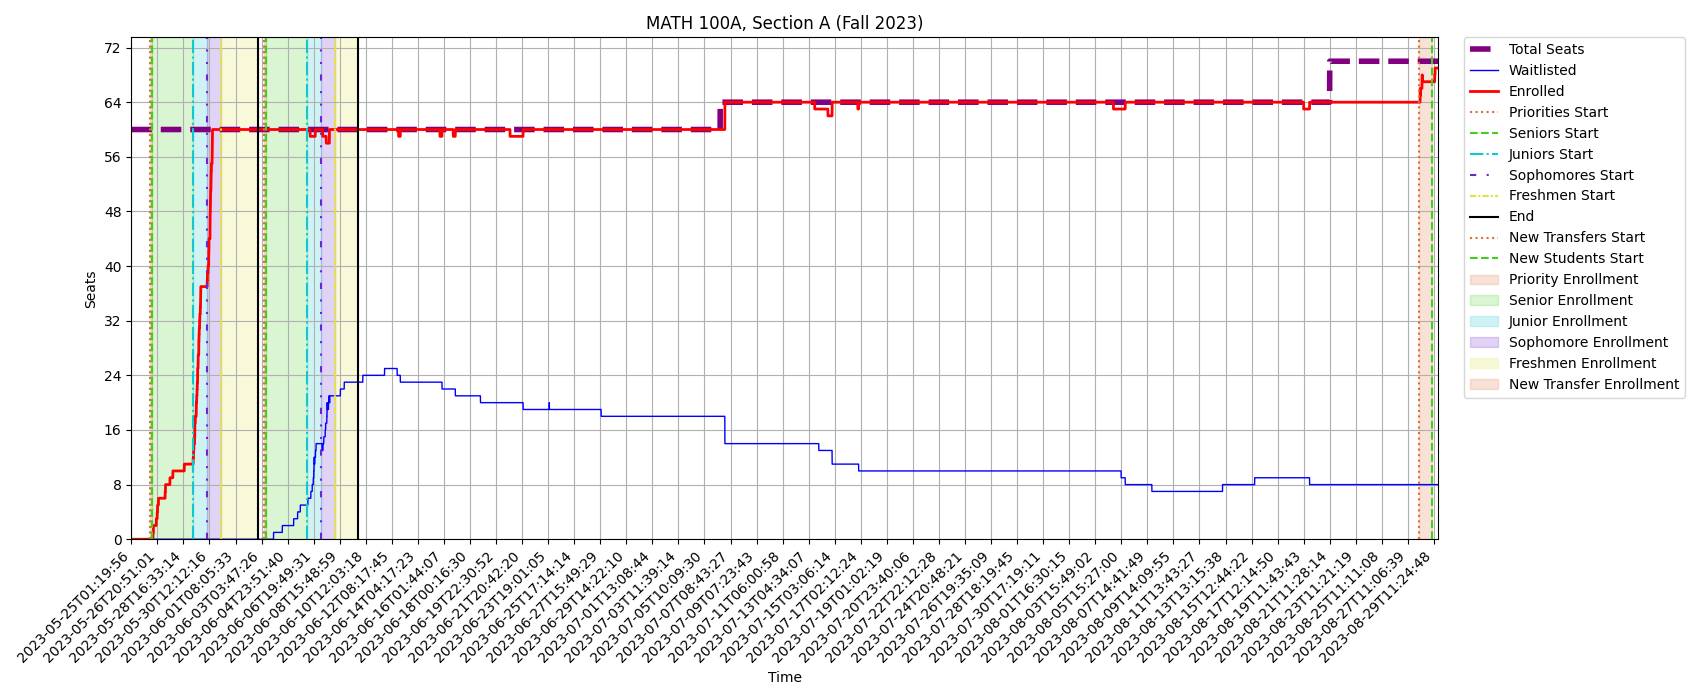 MATH 100A, Section A (Fall 2023)
Seats
72
64
56
48
40
32
24
16
8
0
2023-05-25T01:19:56
2023-05-26T20:51:01
2023-05-28T16:33:14
2023-05-30T12:12:16
2023-06-01T08:05:33
2023-06-03T03:47:26
2023-06-04T23:51:40
2023-06-06T19:49:31
2023-06-08T15:48:59
2023-06-10T12:03:18
2023-06-12T08:17:45
2023-06-14T04:17:23
2023-06-16T01:44:07
2023-06-18T00:16:30
2023-06-19T22:30:52
2023-06-21T20:42:20
2023-06-23T19:01:05
2023-06-25T17:14:14
2023-06-27T15:49:29
2023-06-29T14:22:10
2023-07-01T13:08:44
2023-07-03T11:39:14
2023-07-05T10:09:30
2023-07-07T08:43:27
2023-07-09T07:23:43
2023-07-11T06:00:58
2023-07-13T04:34:07
2023-07-15T03:06:14
2023-07-17T02:12:24
2023-07-19T01:02:19
2023-07-20T23:40:06
2023-07-22T22:12:28
2023-07-24T20:48:21
2023-07-26T19:35:09
2023-07-28T18:19:45
2023-07-30T17:19:11
2023-08-01T16:30:15
2023-08-03T15:49:02
2023-08-05T15:27:00
2023-08-07T14:41:49
2023-08-09T14:09:55
2023-08-11T13:43:27
2023-08-13T13:15:38
2023-08-15T12:44:22
2023-08-17T12:14:50
2023-08-19T11:43:43
2023-08-21T11:28:14
2023-08-23T11:21:19
2023-08-25T11:11:08
2023-08-27T11:06:39
2023-08-29T11:24:48
Time
Total Seats
Waitlisted
Enrolled
Priorities Start
Seniors Start
Juniors Start
Sophomores Start
Freshmen Start
End
New Transfers Start
New Students Start
Priority Enrollment
Senior Enrollment
Junior Enrollment
Sophomore Enrollment
Freshmen Enrollment
New Transfer Enrollment